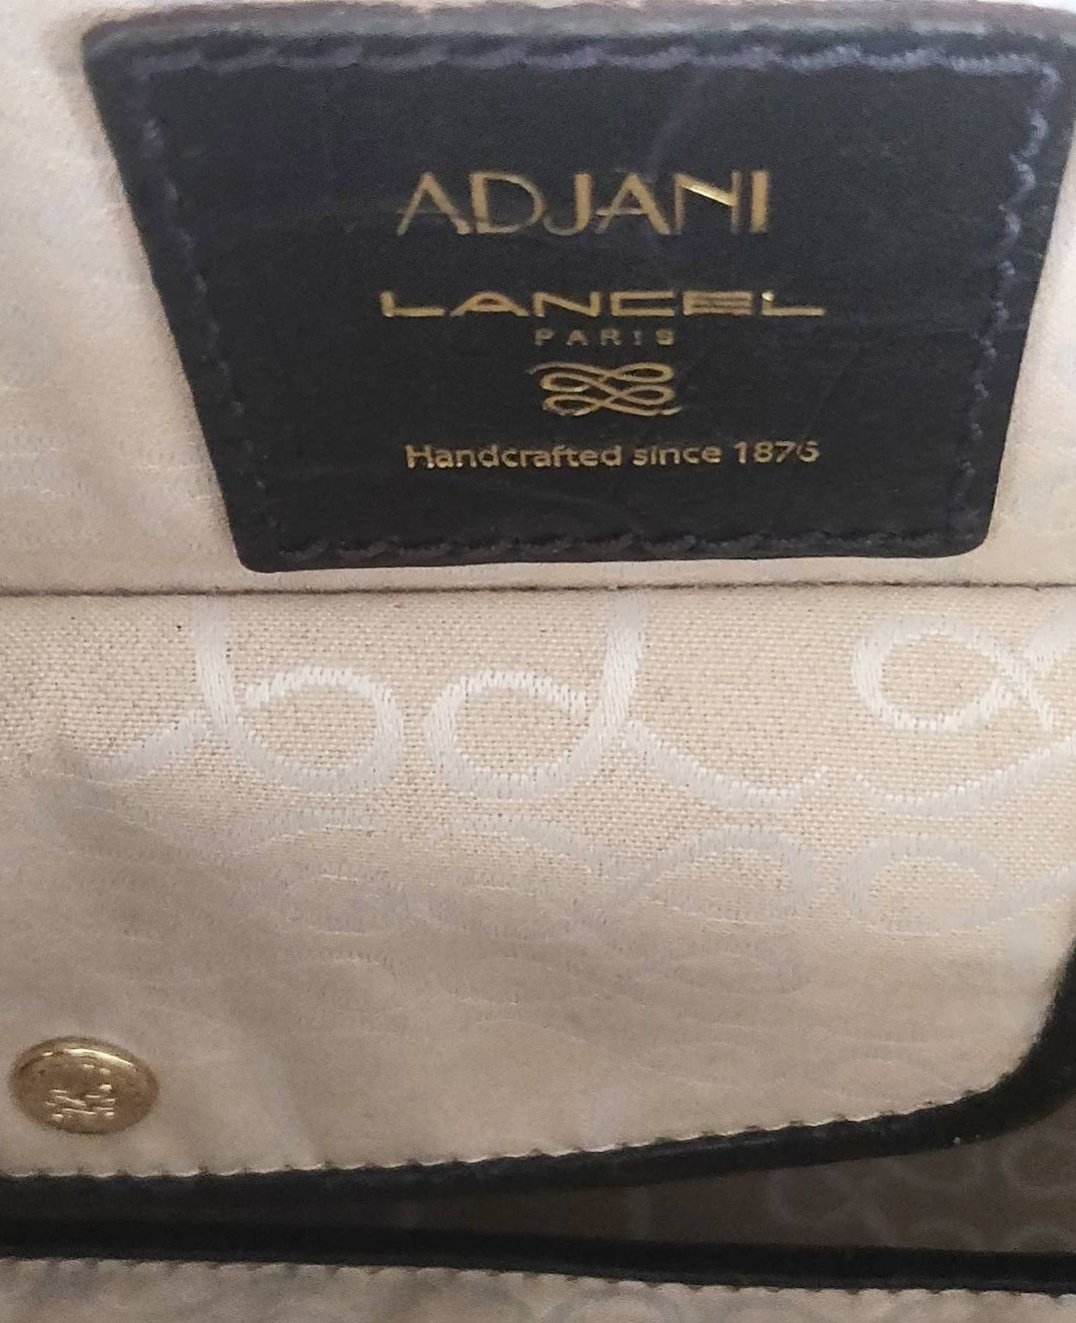 ADJANI
LANCEL
PARIS
Handcrafted since 1876